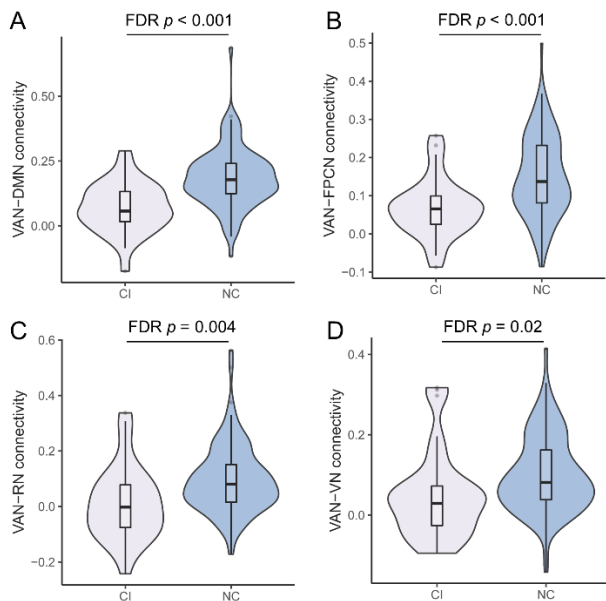 A
FDR p < 0.001
VAN−DMN connectivity
0.50
0.25
0.00
CI
NC
B
FDR p < 0.001
VAN−FPCN connectivity
0.5
0.4
0.3
0.2
0.1
0.0
−0.1
CI
NC
C
FDR p = 0.004
VAN−RN connectivity
0.6
0.4
0.2
0.0
−0.2
CI
NC
D
FDR p = 0.02
VAN−VN connectivity
0.4
0.2
0.0
CI
NC